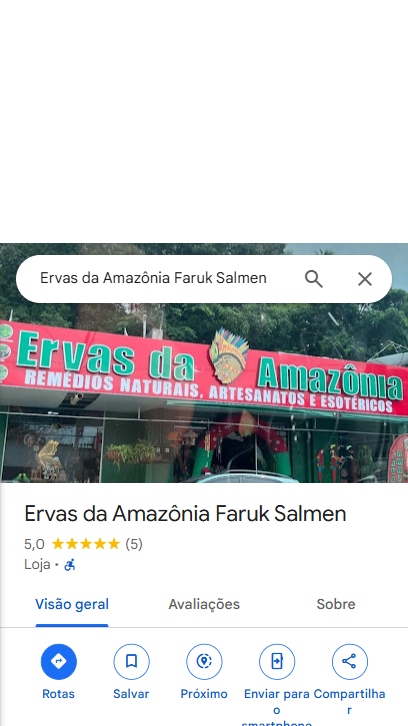 Ervas da Amazônia Faruk Salmen
Ervas da Amazônia
REMÉDIOS NATURAIS, ARTESANATOS E ESOTÉRICOS
Ervas da Amazônia Faruk Salmen
5,0 (5)
Loja ·
Visão geral Avaliações Sobre
Rotas Salvar Próximo Enviar para o smartphone Compartilhar